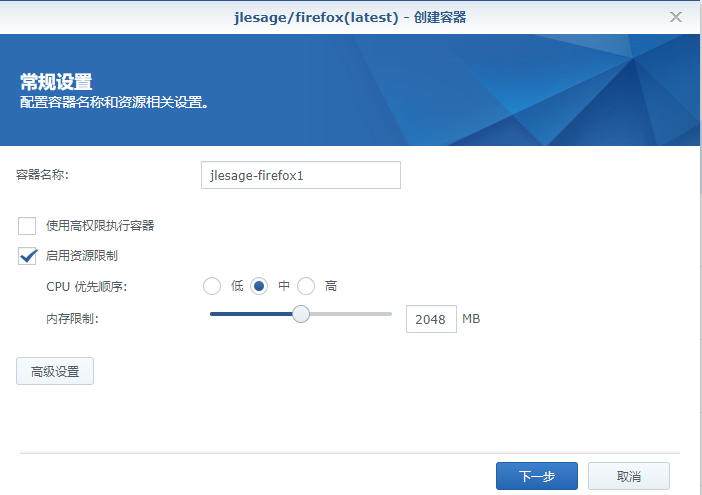 jlesage/firefox(latest) - 创建容器
常规设置
配置容器名称和资源相关设置。
容器名称: jlesage-firefox1
使用高权限执行容器
启用资源限制
CPU 优先顺序: 低 中 高
内存限制: 2048 MB
高级设置
下一步 取消